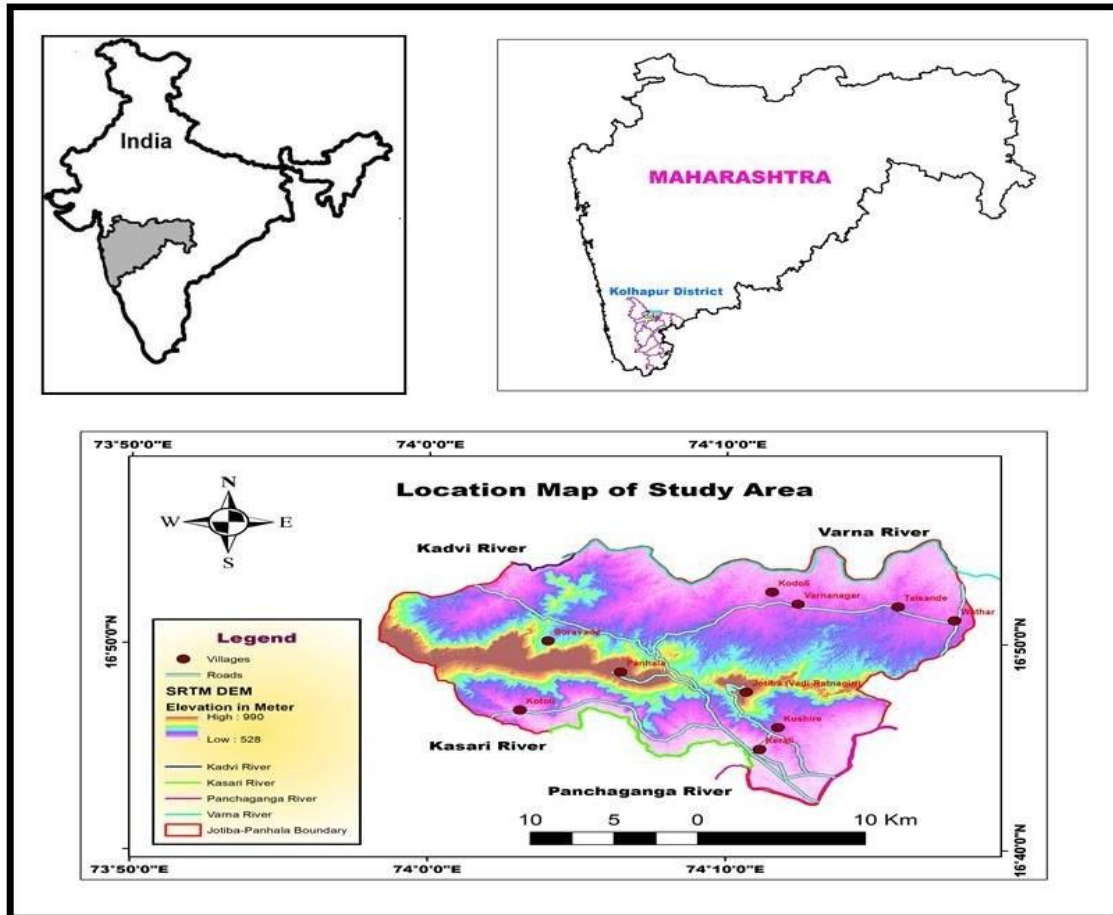 India
MAHARASHTRA
Kolhapur District
73°50'0"E
74°0'0"E
74°10'0"E
Location Map of Study Area
N
W
E
S
Kadvi River
Varna River
Kodoli
Varnanagar
Talsande
Wathar
16°50'0"N
16°50'0"N
Boravade
Panhala
Jotiba (Vadi-Ratnagiri)
Kotoli
Kushire
Kerali
Kasari River
Panchaganga River
Legend
Villages
Roads
SRTM DEM
Elevation in Meter
High : 990
Low : 528
Kadvi River
Kasari River
Panchaganga River
Varna River
Jotiba-Panhala Boundary
10 5 0 10 Km
16°40'0"N
73°50'0"E
74°0'0"E
74°10'0"E